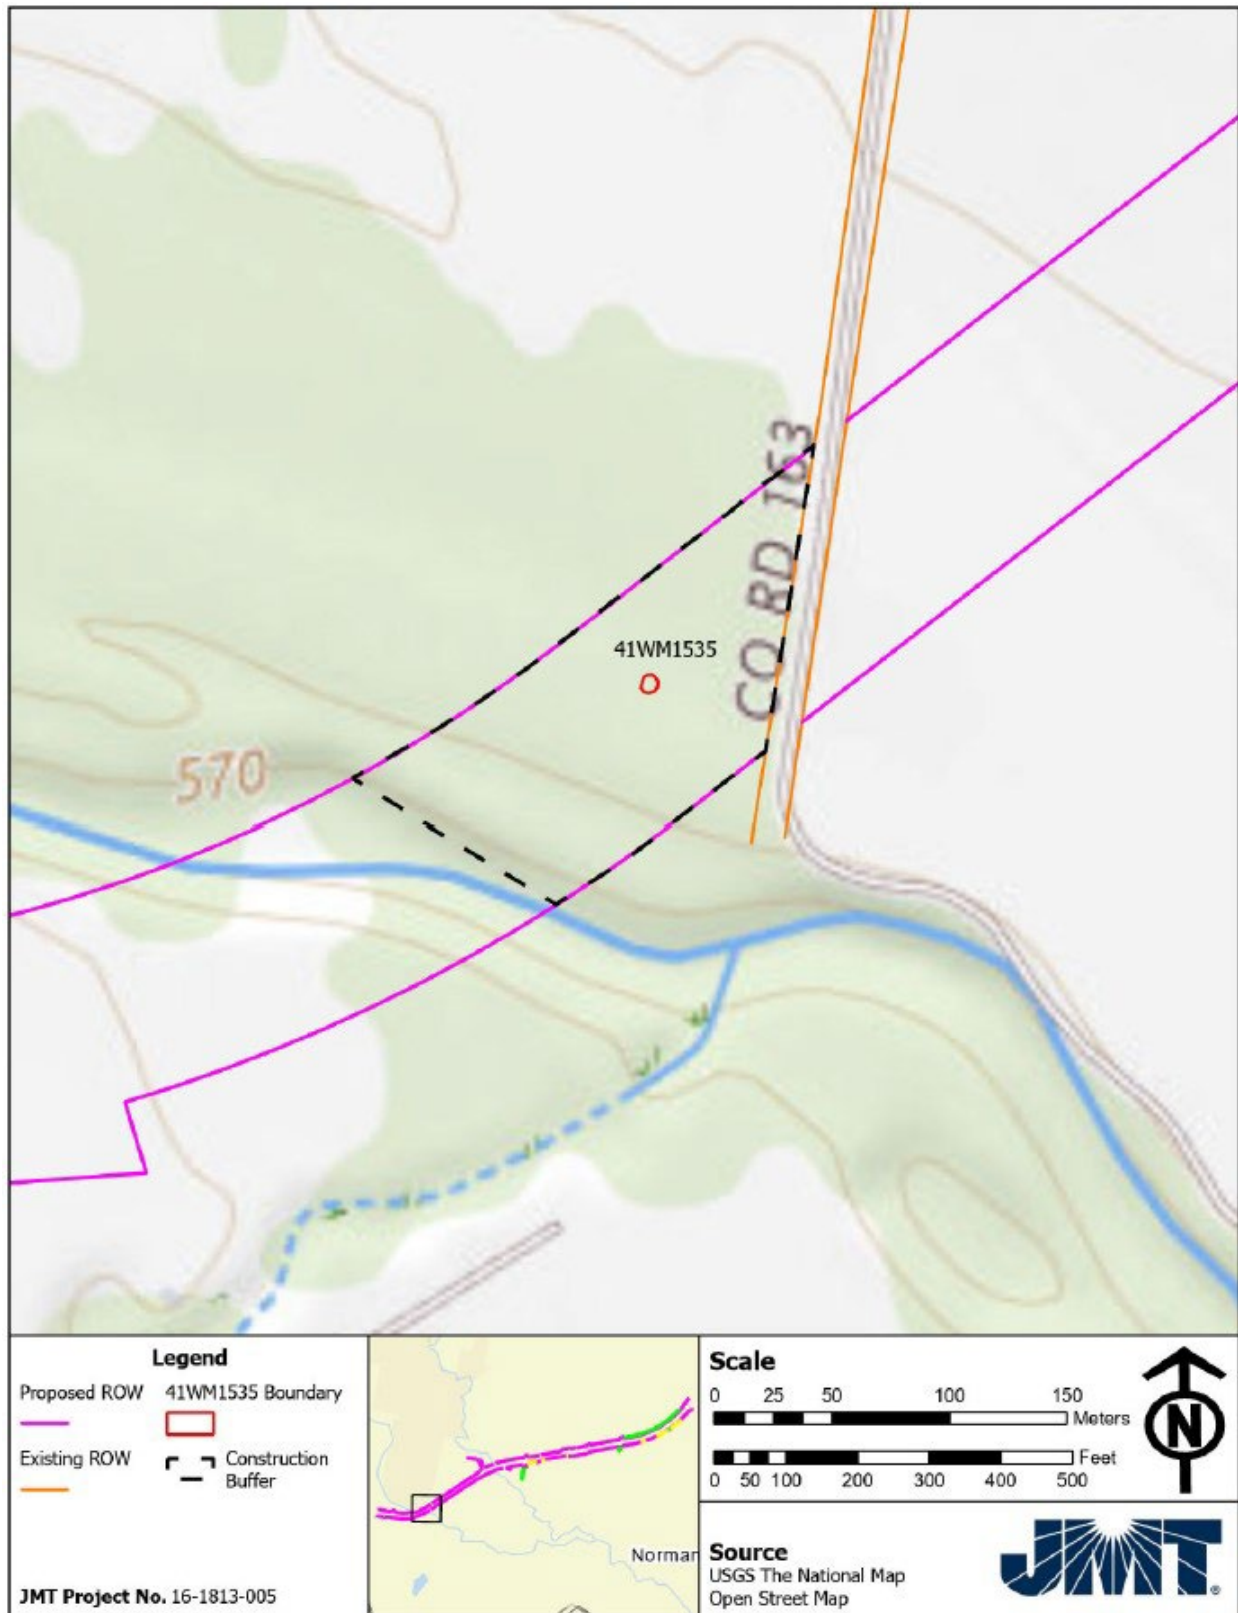 CO RD 163
41WM1535
570
Legend
Proposed ROW 41WM1535 Boundary
Existing ROW Construction
Buffer
JMT Project No. 16-1813-005
Norman
Scale
0 25 50 100 150
Meters
Feet
0 50 100 200 300 400 500
N
Source
USGS The National Map
Open Street Map
JMT®